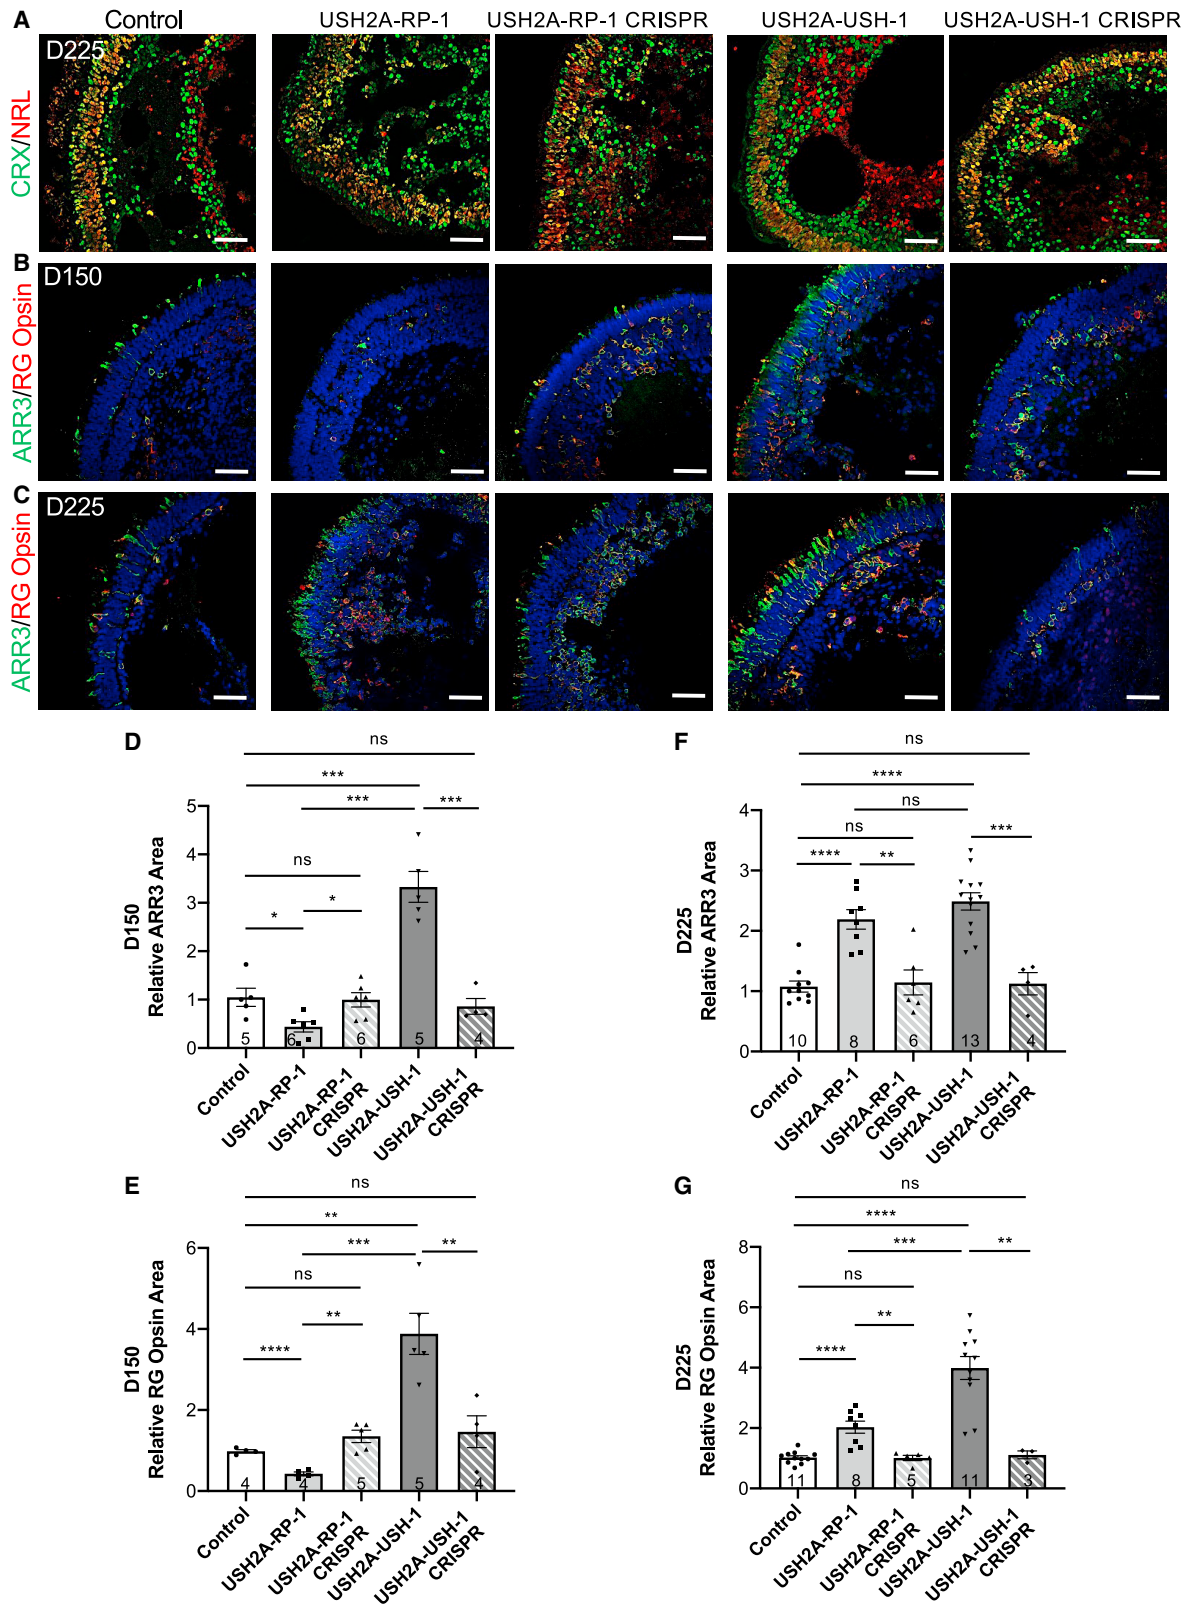 A
Control
USH2A-RP-1
USH2A-RP-1 CRISPR
USH2A-USH-1
USH2A-USH-1 CRISPR
D225
CRX/NRL
B
D150
ARR3/RG Opsin
C
D225
ARR3/RG Opsin
D
ns
***
*** ***
ns
* *
5
4
3
2
1
0
D150
Relative ARR3 Area
5 6 6 5 4
Control
USH2A-RP-1
USH2A-RP-1
CRISPR
USH2A-USH-1
USH2A-USH-1
CRISPR
F
ns
****
ns
ns ***
**** **
4
3
2
1
0
D225
Relative ARR3 Area
10 8 6 13 4
Control
USH2A-RP-1
USH2A-RP-1
CRISPR
USH2A-USH-1
USH2A-USH-1
CRISPR
E
ns
**
*** **
ns
**
****
6
4
2
0
D150
Relative RG Opsin Area
4 4 5 5 4
Control
USH2A-RP-1
USH2A-RP-1
CRISPR
USH2A-USH-1
USH2A-USH-1
CRISPR
G
ns
****
*** **
ns
**
****
8
6
4
2
0
D225
Relative RG Opsin Area
11 8 5 11 3
Control
USH2A-RP-1
USH2A-RP-1
CRISPR
USH2A-USH-1
USH2A-USH-1
CRISPR